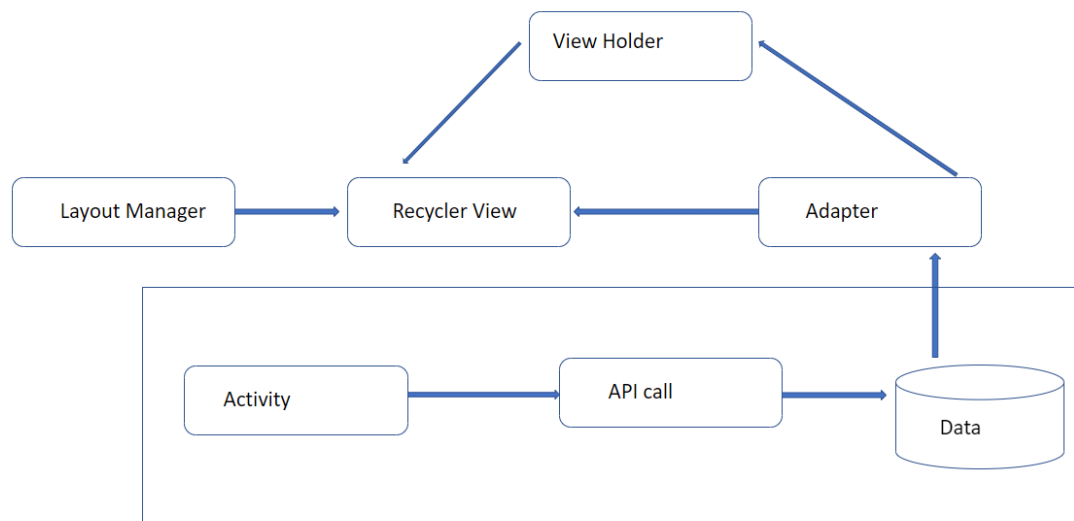 View Holder
Layout Manager
Recycler View
Adapter
Activity
API call
Data